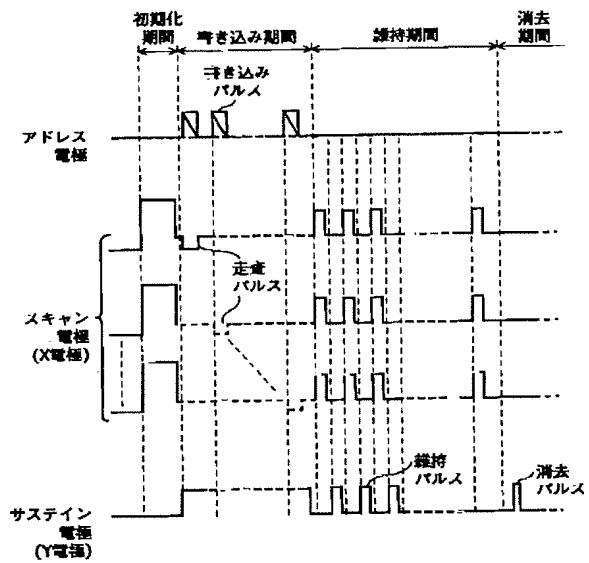 初期化
期間
書き込み期間
維持期間
消去
期間
書き込み
パルス
アドレス
電極
走査
パルス
スキャン
電極
(X電極)
維持
パルス
消去
パルス
サステイン
電極
(Y電極)